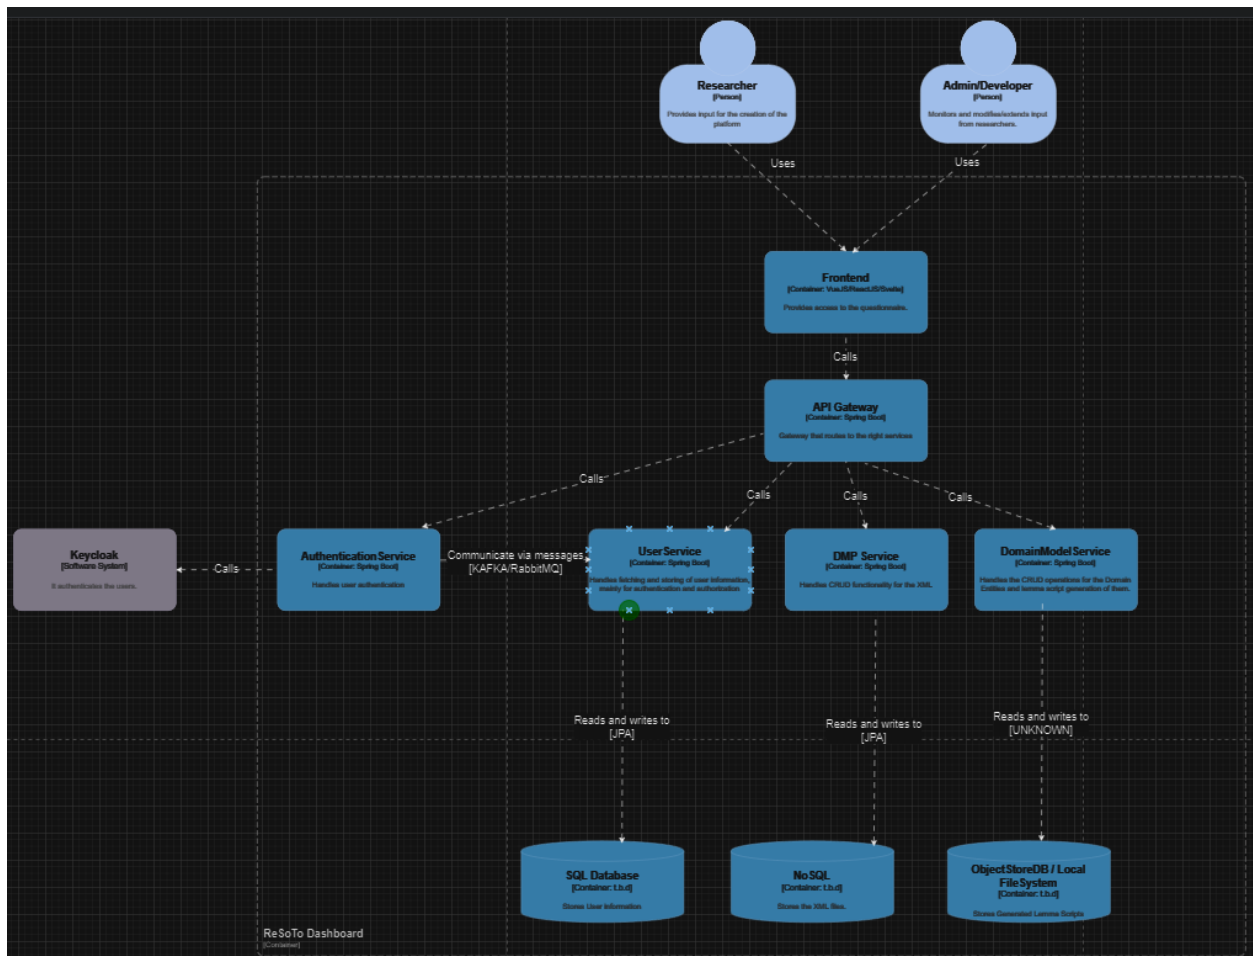 Researcher
[Person]
Provides input for the creation of the
platform
Admin/Developer
[Person]
Monitors and modifies/extends input
from researchers.
Uses
Uses
Frontend
[Container: VueJS/ReactJS/Svelte]
Provides access to the questionnaire.
Calls
API Gateway
[Container: Spring Boot]
Gateway that routes to the right services
Calls
Calls
Calls
Calls
Keycloak
[Software System]
It authenticates the users.
Calls
Authentication Service
[Container: Spring Boot]
Handles user authentication
Communicate via messages
[KAFKA/RabbitMQ]
UserService
[Container: Spring Boot]
Handles fetching and storing of user information,
mainly for authentication and authorination
DMP Service
[Container: Spring Boot]
Handles CRUD functionality for the XML
DomainModelService
[Container: Spring Boot]
Handles the CRUD operations for the Domain
Entities and lemma script generation of them.
Reads and writes to
[JPA]
Reads and writes to
[JPA]
Reads and writes to
[UNKNOWN]
SQL Database
[Container: t.b.d]
Stores User information
NoSQL
[Container: t.b.d]
Stores the XML files.
ObjectStoreDB / Local
FileSystem
[Container: t.b.d]
Stores Generated Lemma Scripts
ReSoTo Dashboard
[Container]